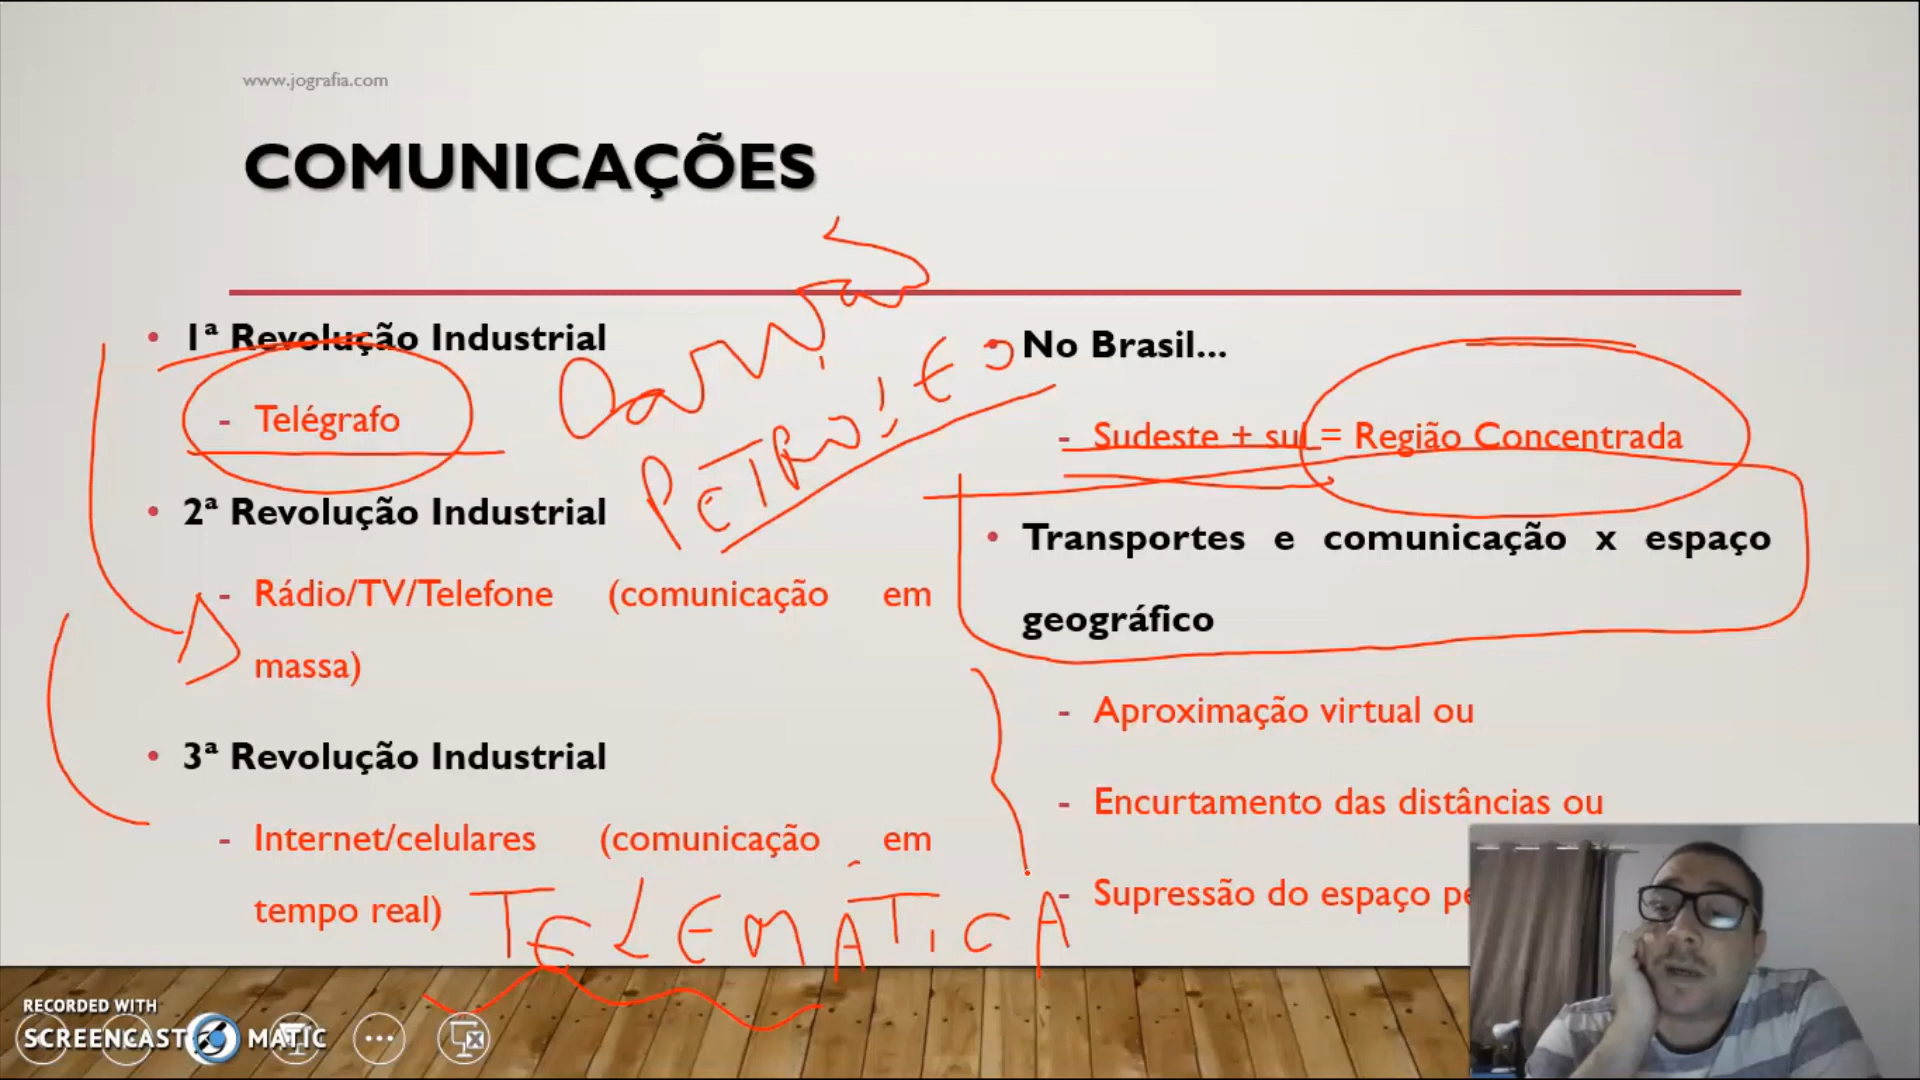 www.jografia.com
COMUNICAÇÕES
1ª Revolução Industrial
- Telégrafo
2ª Revolução Industrial
- Rádio/TV/Telefone (comunicação em
massa)
3ª Revolução Industrial
- Internet/celulares (comunicação em
tempo real)
PETRÓLEO
TELEMÁTICA
No Brasil...
- Sudeste + sul = Região Concentrada
Transportes e comunicação x espaço
geográfico
- Aproximação virtual ou
- Encurtamento das distâncias ou
- Supressão do espaço
RECORDED WITH
SCREENCAST MATIC